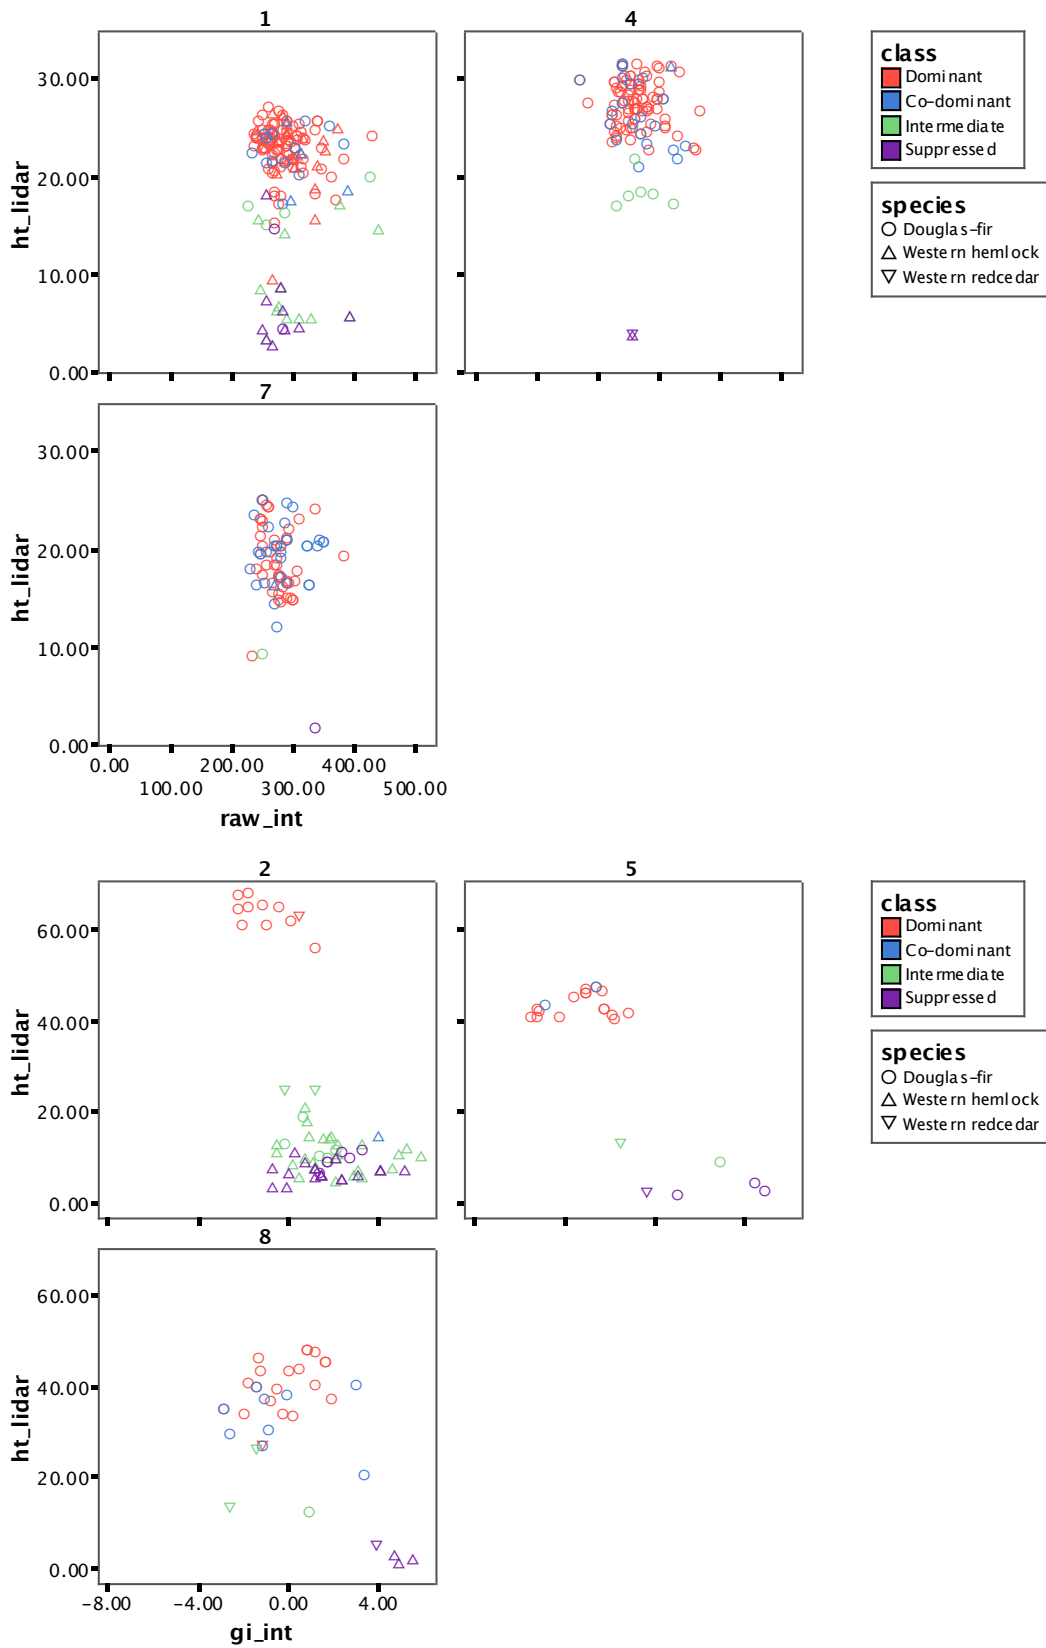 1
4
ht_lidar
30.00
20.00
10.00
0.00
class
Dominant
Co-dominant
Intermediate
Suppressed
species
Douglas-fir
Western hemlock
Western redcedar
7
ht_lidar
30.00
20.00
10.00
0.00
0.00 200.00 400.00
100.00 300.00 500.00
raw_int
2
5
ht_lidar
60.00
40.00
20.00
0.00
class
Dominant
Co-dominant
Intermediate
Suppressed
species
Douglas-fir
Western hemlock
Western redcedar
8
ht_lidar
60.00
40.00
20.00
0.00
-8.00 -4.00 0.00 4.00
gi_int